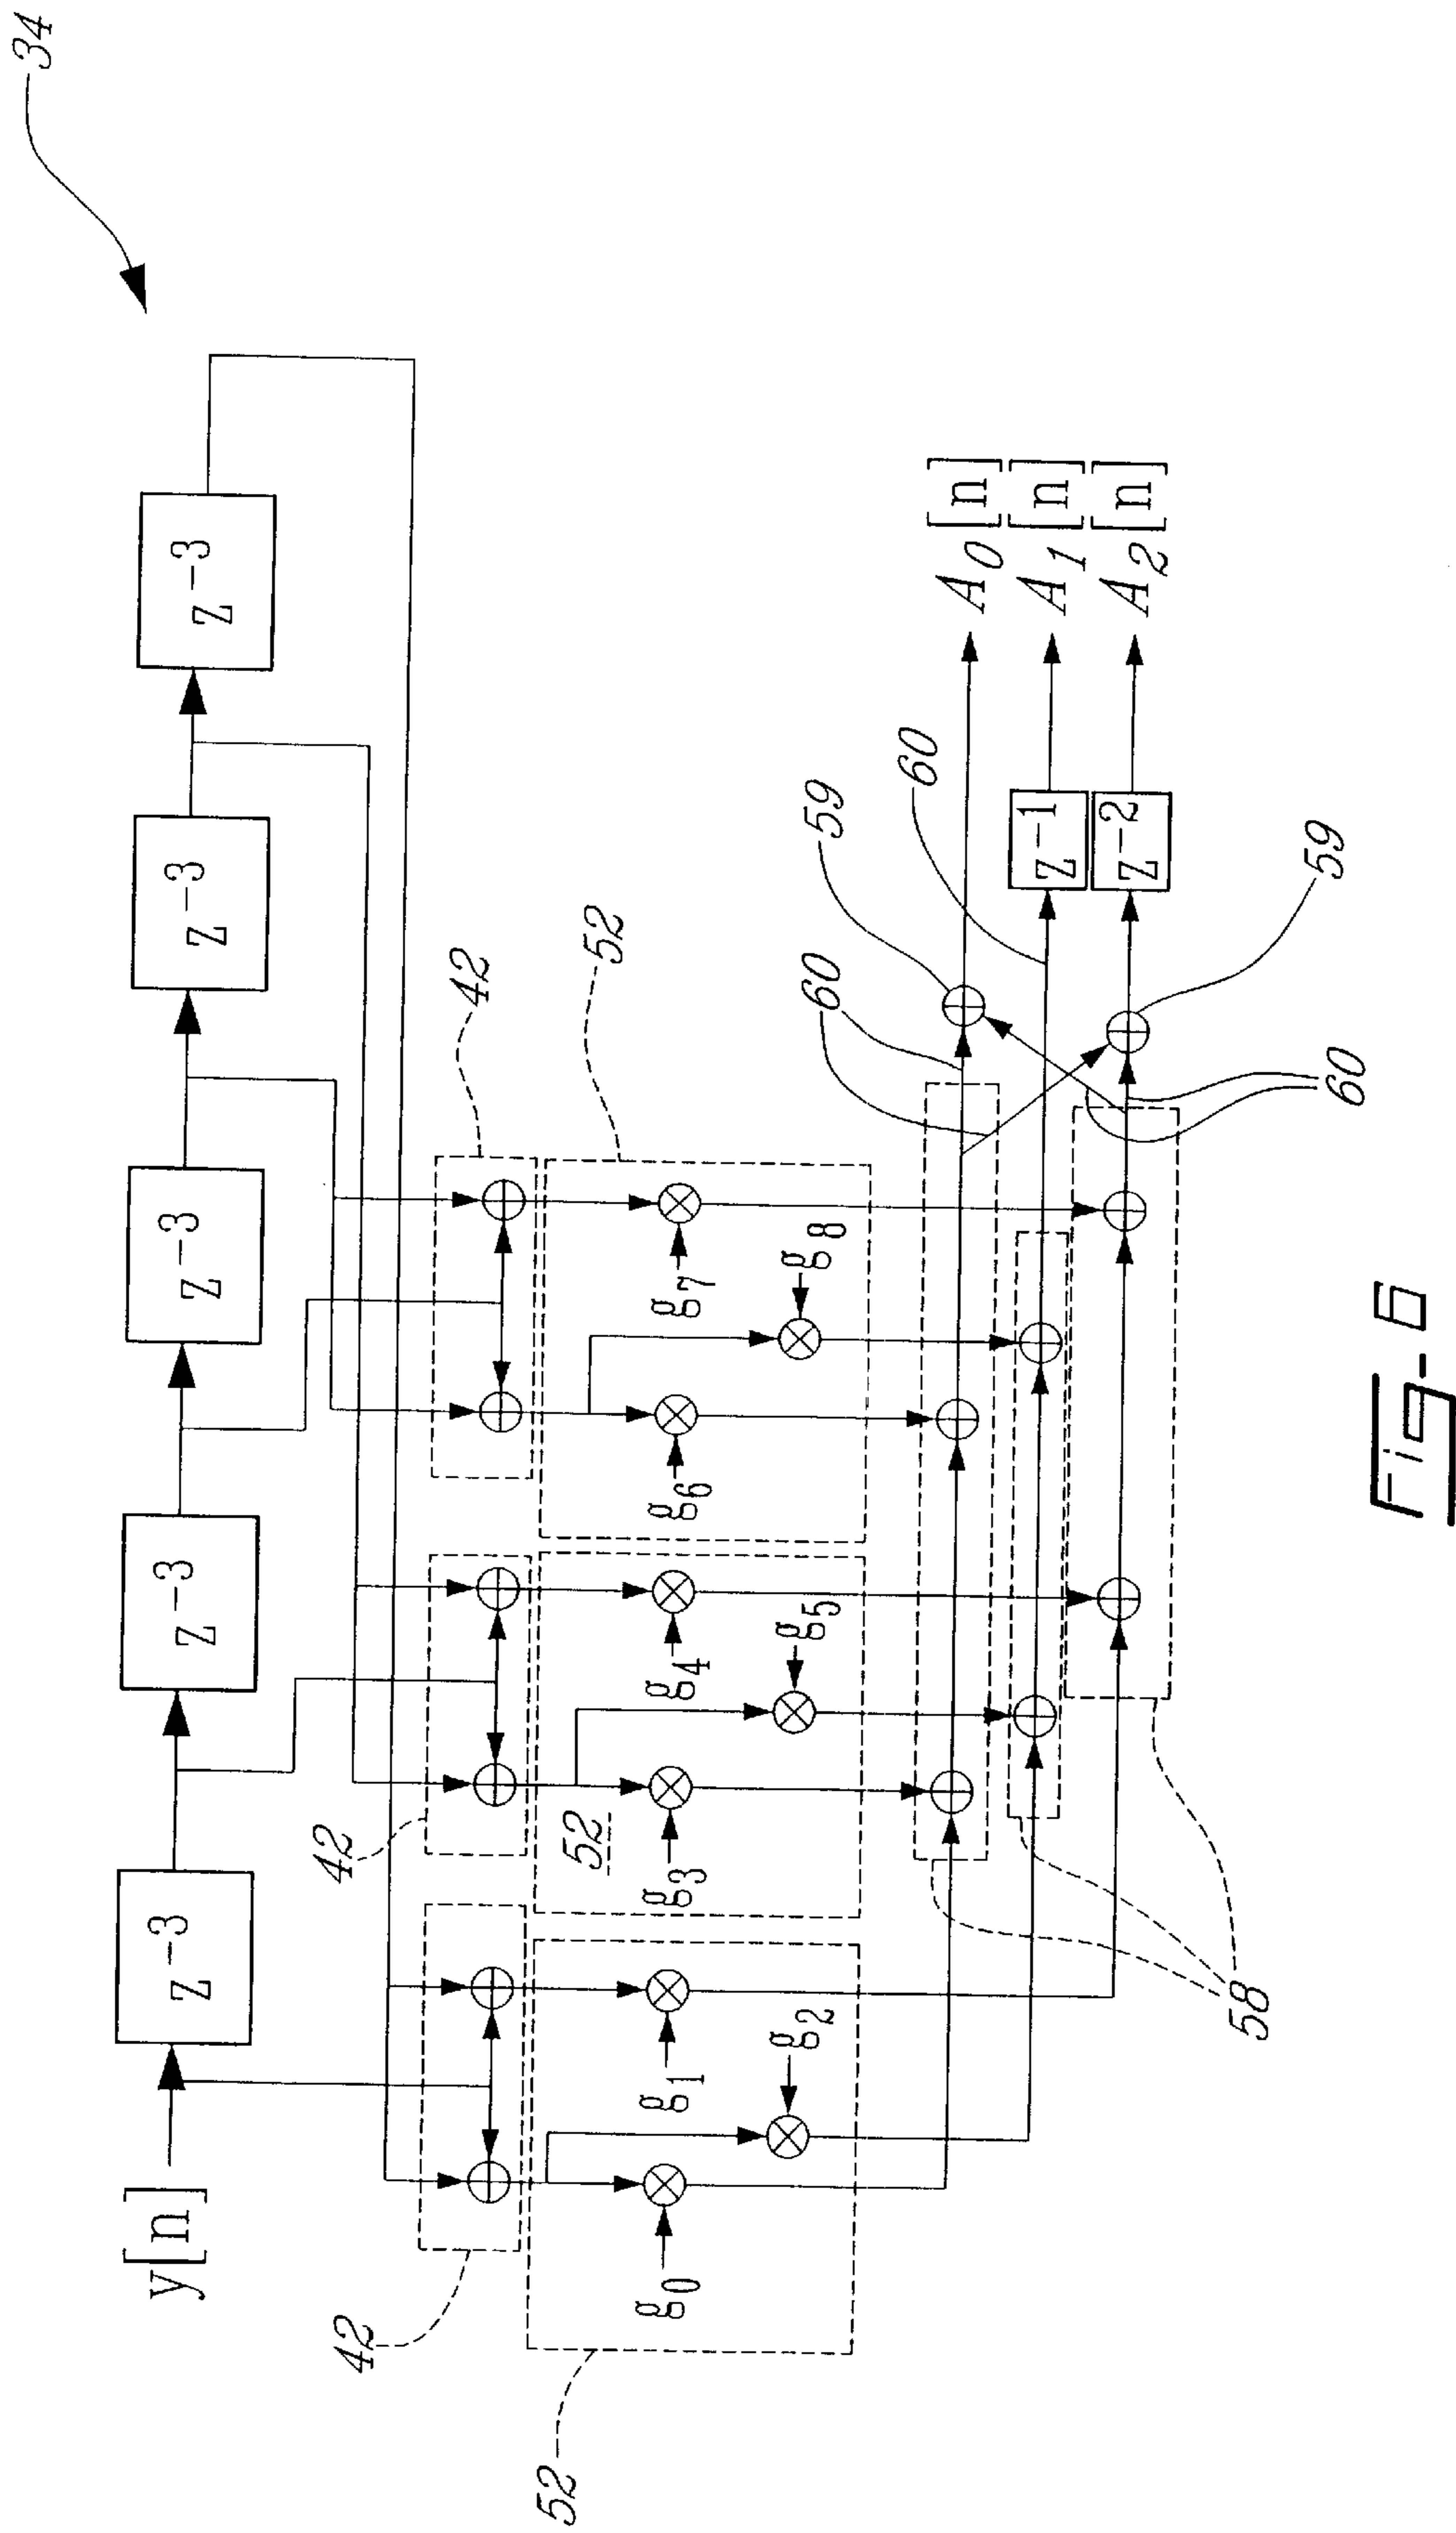 34
y[n]
z⁻³
z⁻³
z⁻³
z⁻³
z⁻³
42
42
42
52
52
52
g₀
g₁
g₂
g₃
g₄
g₅
g₆
g₇
g₈
58
59
59
60
60
60
z⁻¹
z⁻²
A₀[n]
A₁[n]
A₂[n]
Fig-6